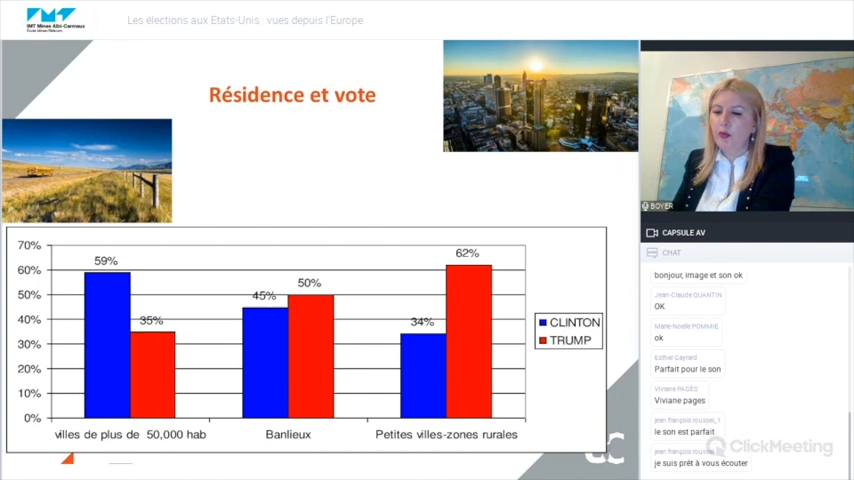 IMT Mines Albi-Carmaux
École Mines-Télécom
Les élections aux Etats-Unis : vues depuis l'Europe
Résidence et vote
70%
60%
50%
40%
30%
20%
10%
0%
59%
35%
45%
50%
34%
62%
villes de plus de 50,000 hab
Banlieux
Petites villes-zones rurales
CLINTON
TRUMP
BOYER
CAPSULE AV
CHAT
bonjour, image et son ok
Jean-Claude QUANTIN
OK
Marie-Noelle POMMIE
ok
Esther Gayrard
Parfait pour le son
Viviane PAGÈS
Viviane pages
jean françois roussel_1
le son est parfait
jean françois roussel
je suis prêt à vous écouter
ClickMeeting